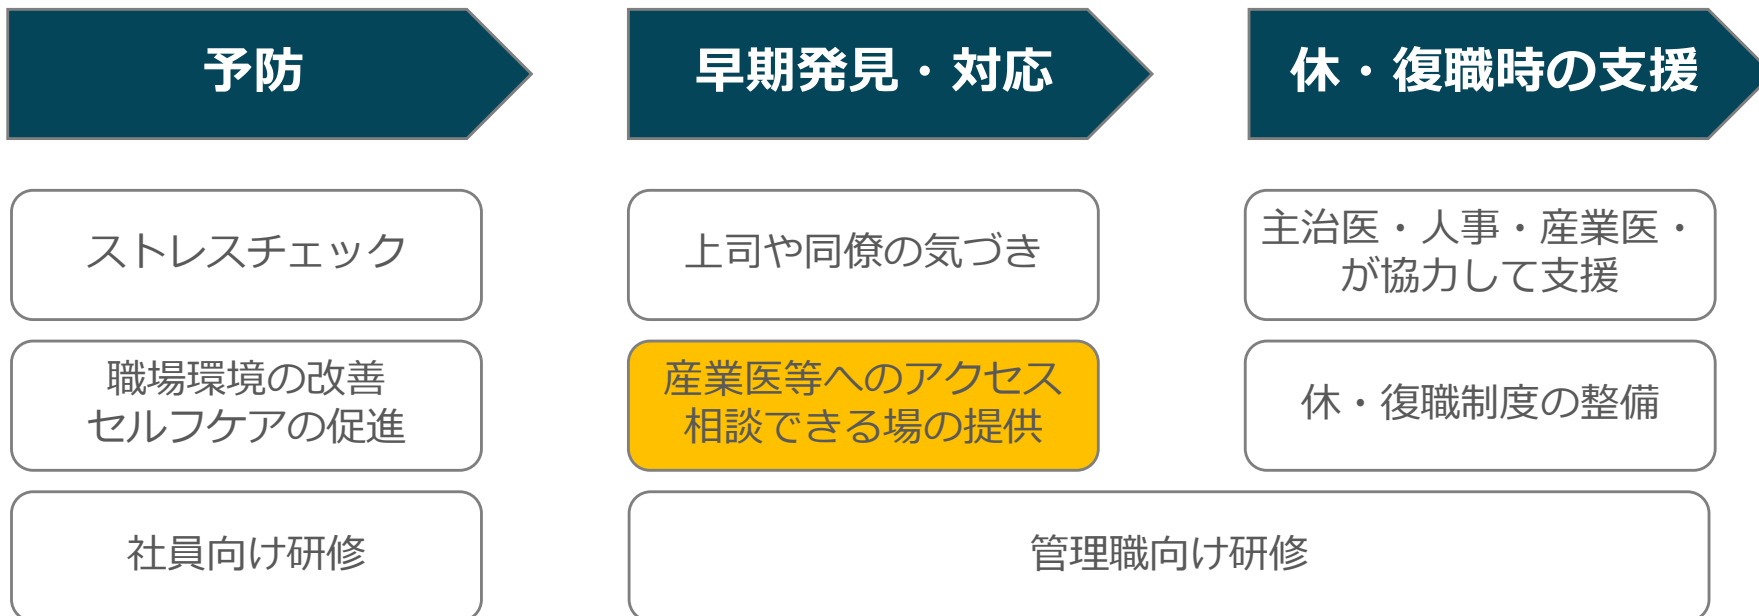 予防
早期発見・対応
休・復職時の支援
ストレスチェック
上司や同僚の気づき
主治医・人事・産業医・
が協力して支援
職場環境の改善
セルフケアの促進
産業医等へのアクセス
相談できる場の提供
休・復職制度の整備
社員向け研修
管理職向け研修